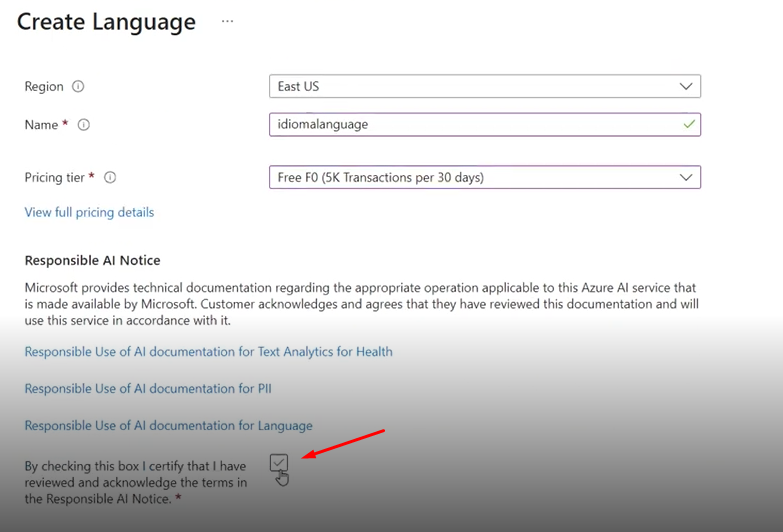 Create Language ...
Region
East US
Name *
idiomalanguage
Pricing tier *
Free F0 (5K Transactions per 30 days)
View full pricing details
Responsible AI Notice
Microsoft provides technical documentation regarding the appropriate operation applicable to this Azure AI service that
is made available by Microsoft. Customer acknowledges and agrees that they have reviewed this documentation and will
use this service in accordance with it.
Responsible Use of AI documentation for Text Analytics for Health
Responsible Use of AI documentation for PII
Responsible Use of AI documentation for Language
By checking this box I certify that I have
reviewed and acknowledge the terms in
the Responsible AI Notice. *